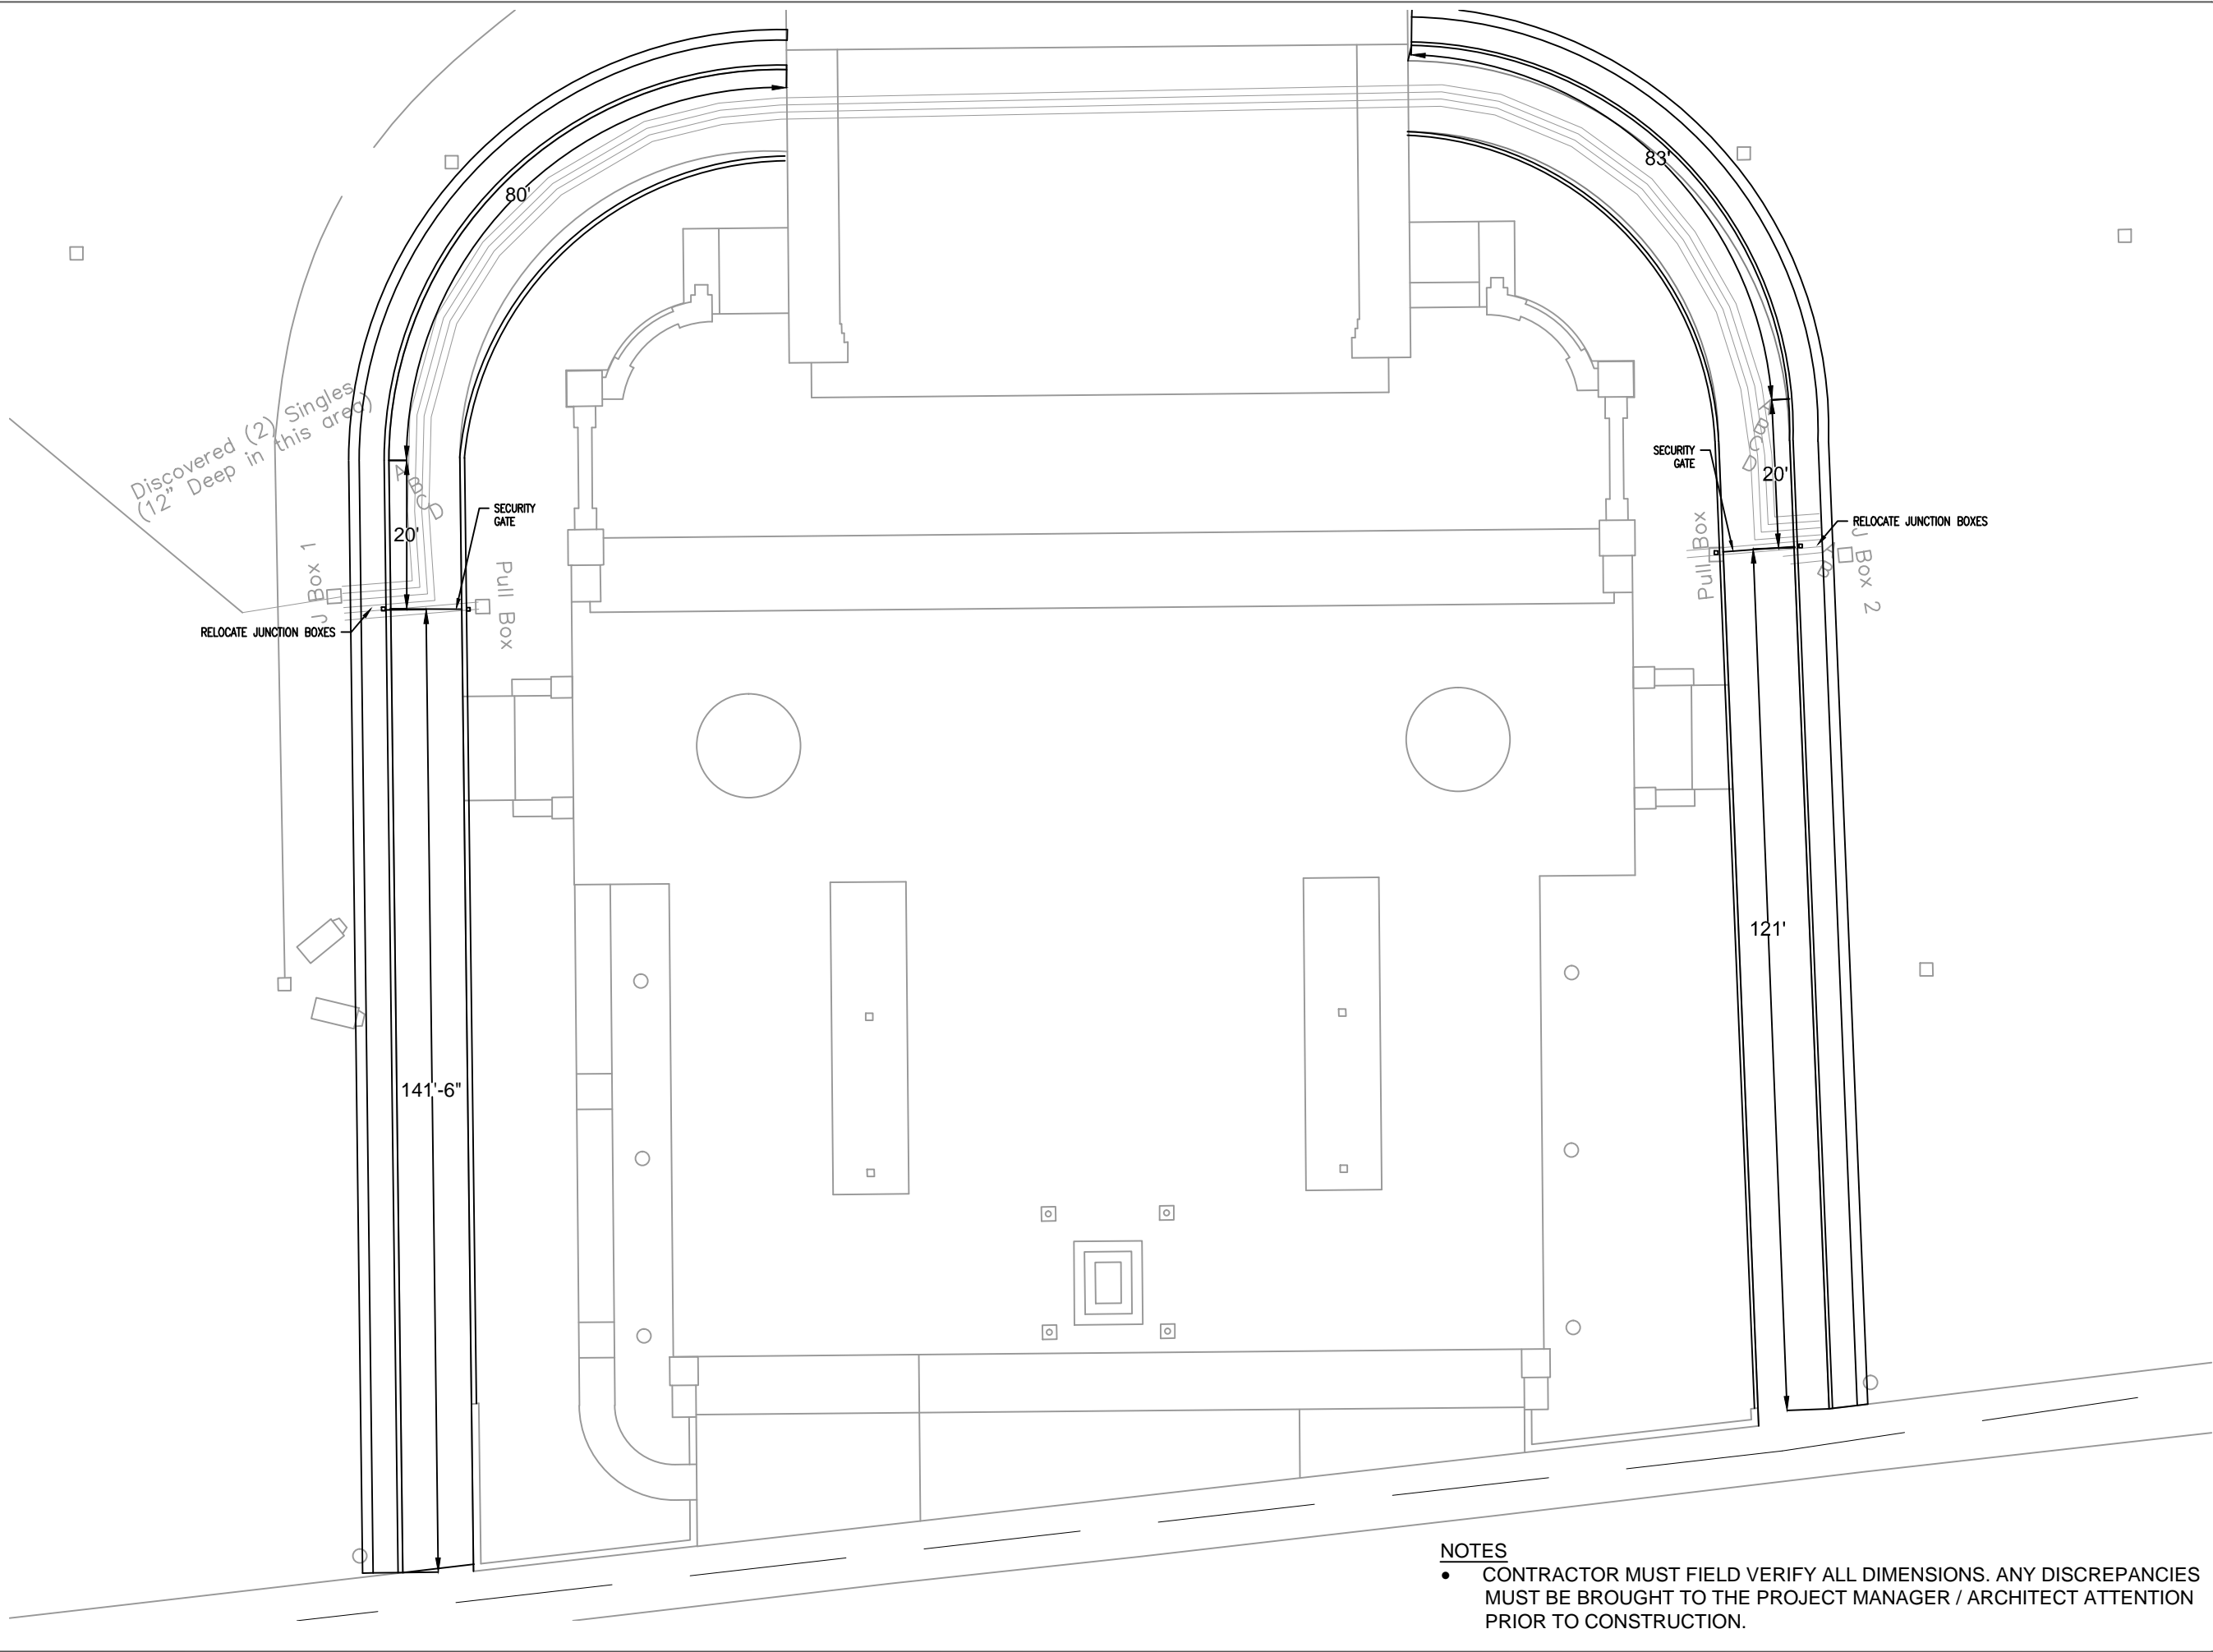 83'
80'
Discovered (2) Singles
(12" Deep in this area)
A B C D
SECURITY
GATE
20'
J Box 1
Pull Box
RELOCATE JUNCTION BOXES
SECURITY
GATE
20'
Pull Box
RELOCATE JUNCTION BOXES
J Box 2
121'
141'-6"
NOTES
• CONTRACTOR MUST FIELD VERIFY ALL DIMENSIONS. ANY DISCREPANCIES
MUST BE BROUGHT TO THE PROJECT MANAGER / ARCHITECT ATTENTION
PRIOR TO CONSTRUCTION.